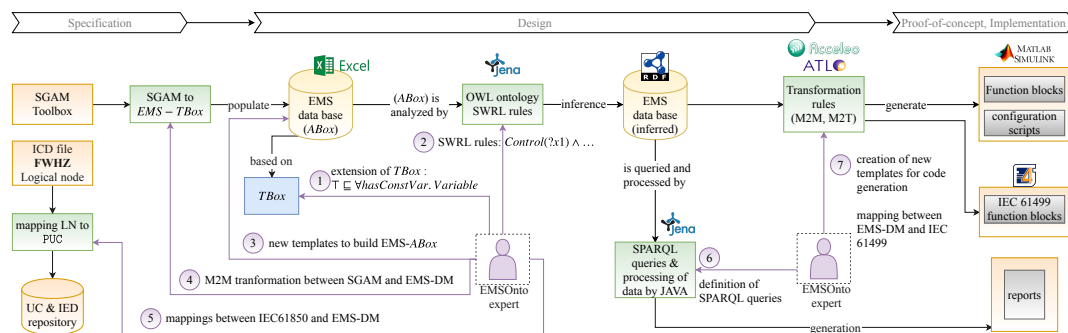 Specification
Design
Proof-of-concept, Implementation
Excel
Jena
RDF
Acceleo
ATL
MATLAB
SIMULINK
SGAM
Toolbox
SGAM to
EMS − TBox
populate
EMS
data base
(ABox)
(ABox) is
analyzed by
OWL ontology
SWRL rules
inference
EMS
data base
(inferred)
Transformation
rules
(M2M, M2T)
generate
Function blocks
configuration
scripts
ICD file
FWHZ
Logical node
based on
TBox
1
extension of TBox :
⊤ ⊑ ∀hasConstVar.Variable
2
SWRL rules: Control(?x1) ∧ …
is queried and
processed by
7
creation of new
templates for code
generation
IEC 61499
function blocks
mapping LN to
PUC
3
new templates to build EMS-ABox
Jena
mapping between
EMS-DM and IEC
61499
4
M2M tranformation between SGAM and EMS-DM
EMSOnto
expert
SPARQL
queries &
processing of
data by JAVA
6
definition of
SPARQL queries
EMSOnto
expert
UC & IED
repository
5
mappings between IEC61850 and EMS-DM
generation
reports